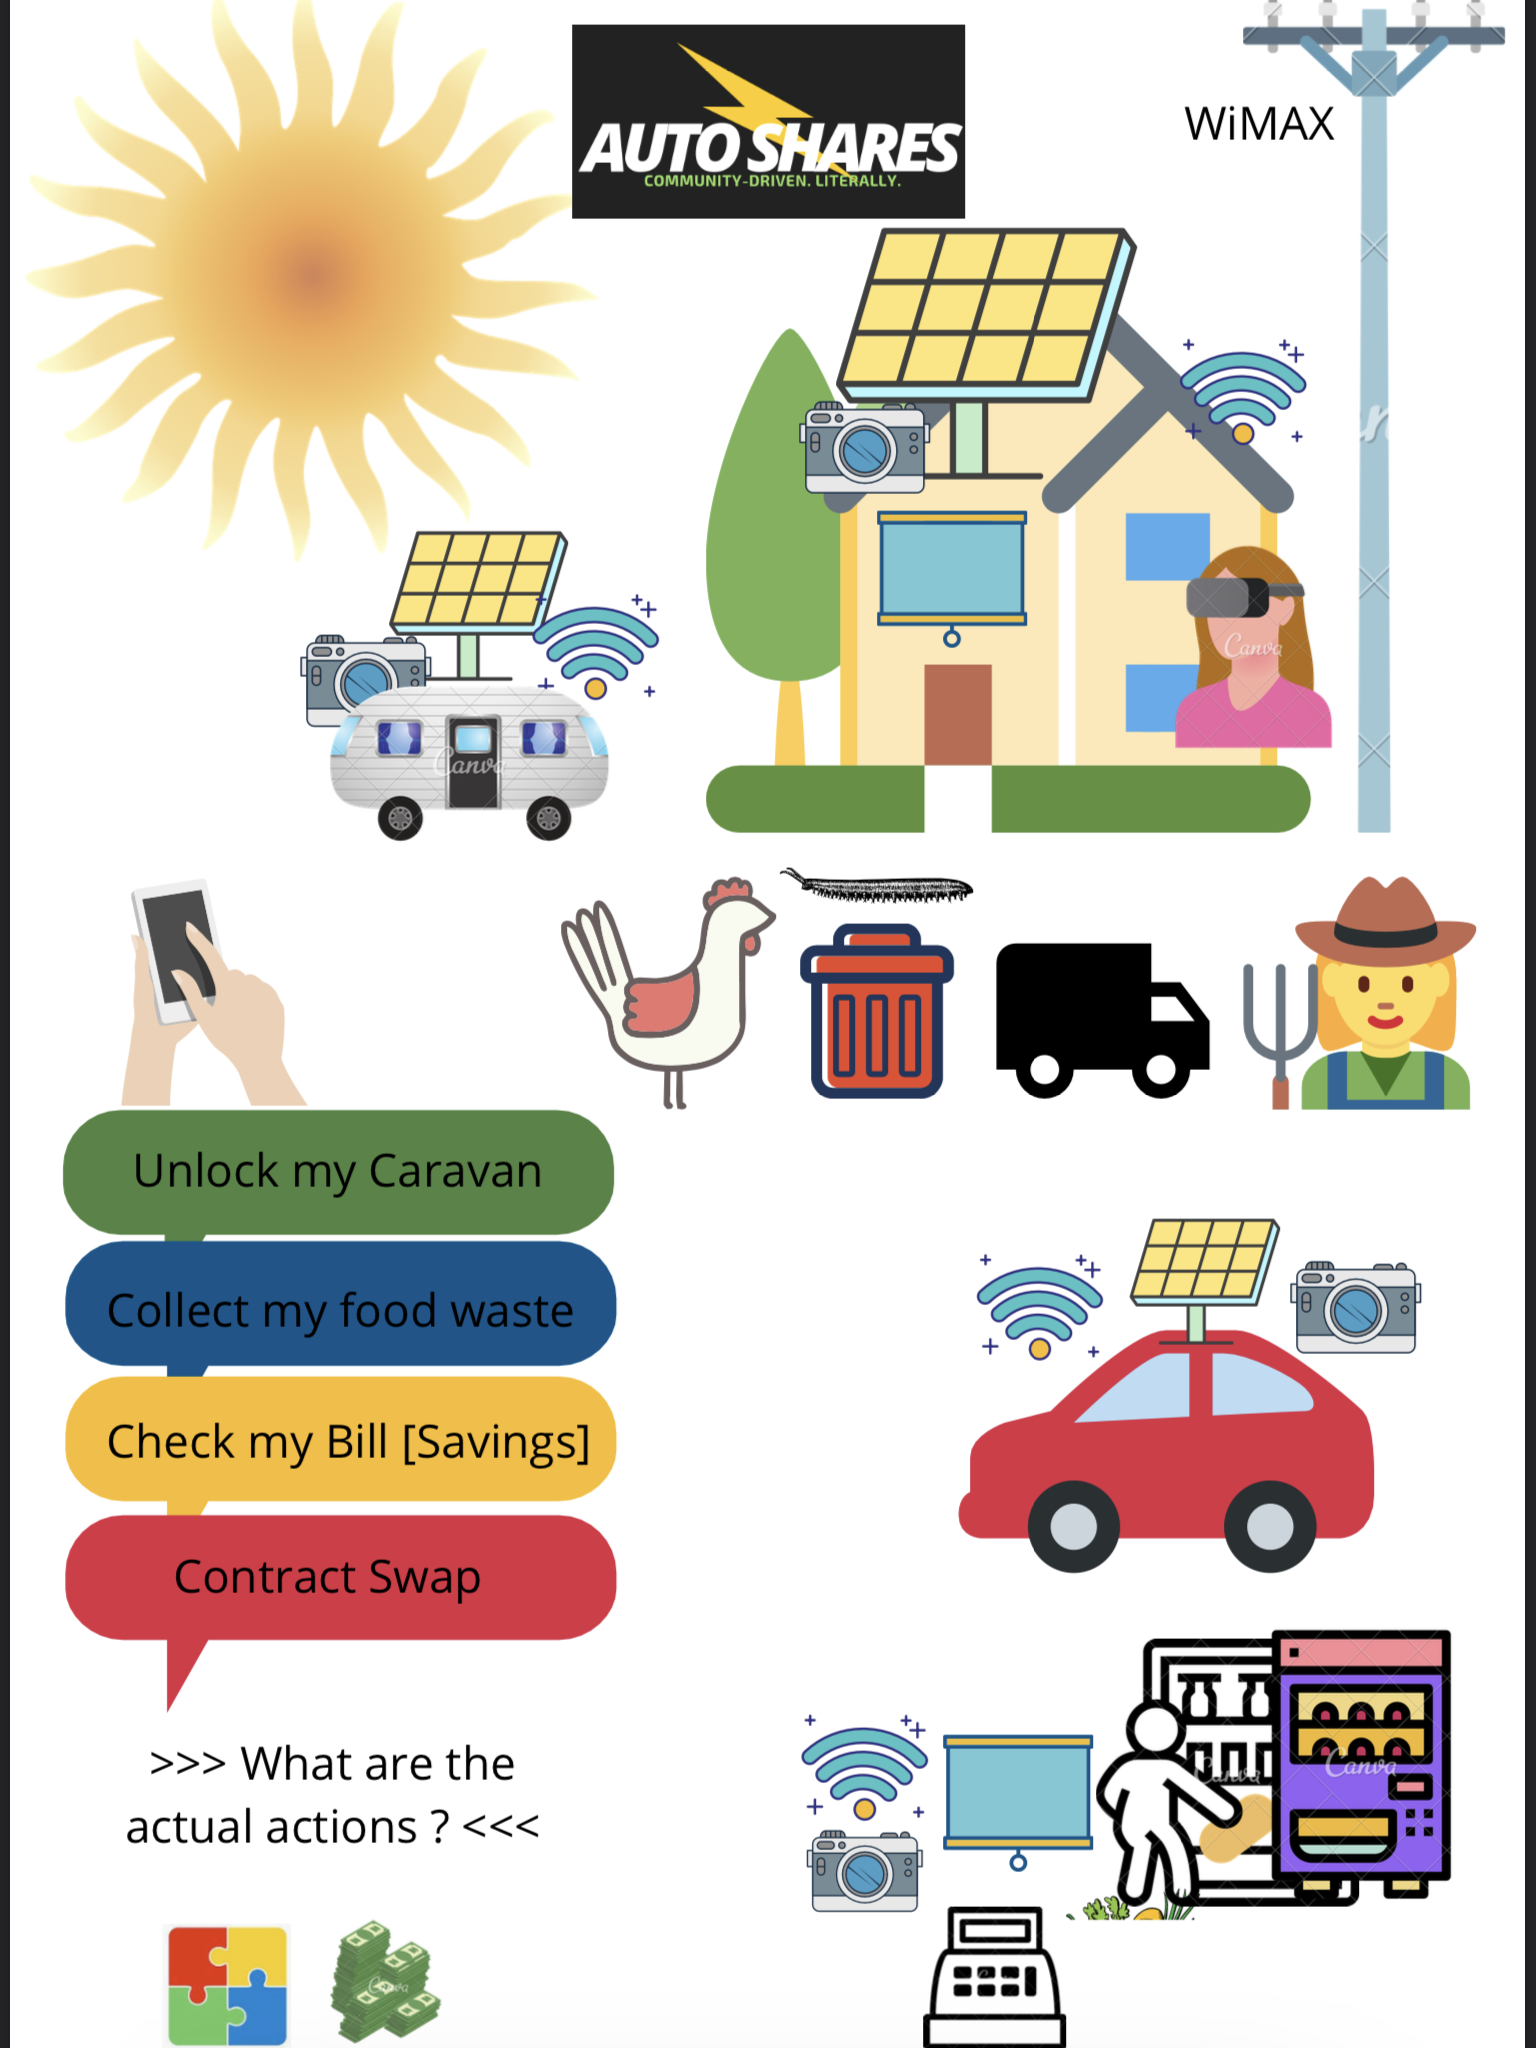 AUTO SHARES
COMMUNITY-DRIVEN. LITERALLY.
WiMAX
Canva
Canva
Unlock my Caravan
Collect my food waste
Check my Bill [Savings]
Contract Swap
>>> What are the
actual actions ? <<<
Canva
Canva
Canva